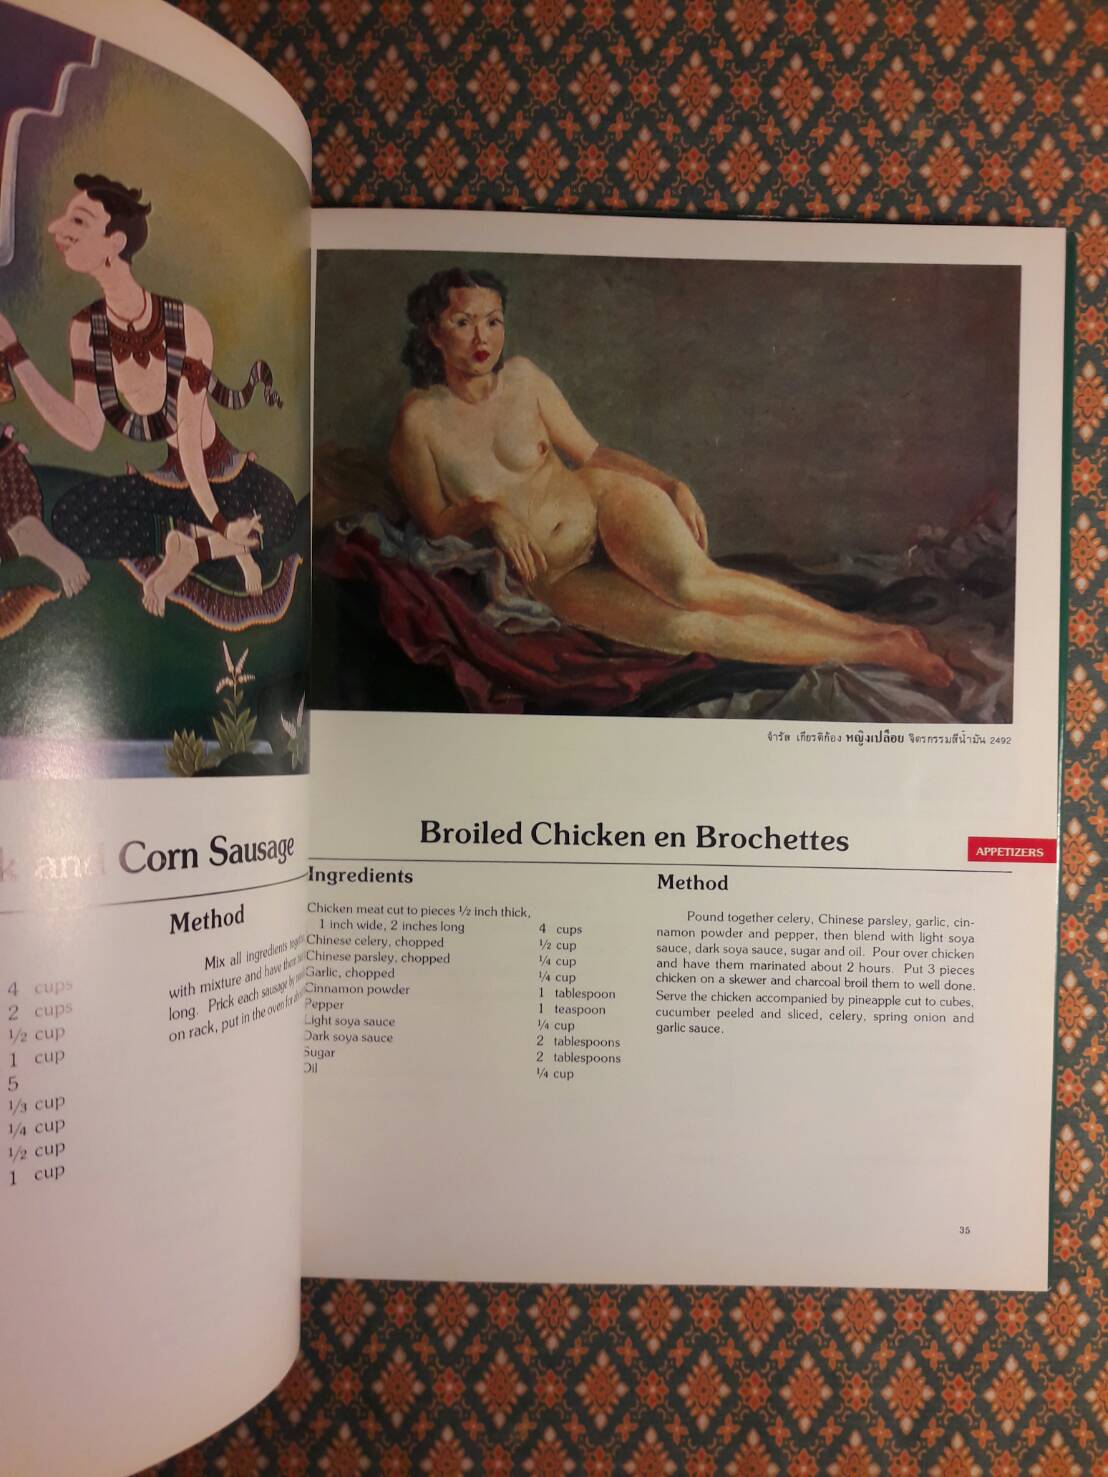 and Corn Sausage
Method
Mix all ingredients
with mixture and have them
long. Prick each sausage by
on rack, put in the oven for
4 cups
2 cups
½ cup
1 cup
5
⅓ cup
¼ cup
½ cup
1 cup
จำรัส เกียรติก้อง หญิงเปลือย จิตรกรรมสีน้ำมัน 2492
Broiled Chicken en Brochettes
APPETIZERS
Ingredients
Chicken meat cut to pieces ½ inch thick,
1 inch wide, 2 inches long 4 cups
Chinese celery, chopped ½ cup
Chinese parsley, chopped ¼ cup
Garlic, chopped ¼ cup
Cinnamon powder 1 tablespoon
Pepper 1 teaspoon
Light soya sauce ¼ cup
Dark soya sauce 2 tablespoons
Sugar 2 tablespoons
Oil ¼ cup
Method
Pound together celery, Chinese parsley, garlic, cin-
namon powder and pepper, then blend with light soya
sauce, dark soya sauce, sugar and oil. Pour over chicken
and have them marinated about 2 hours. Put 3 pieces
chicken on a skewer and charcoal broil them to well done.
Serve the chicken accompanied by pineapple cut to cubes,
cucumber peeled and sliced, celery, spring onion and
garlic sauce.
35